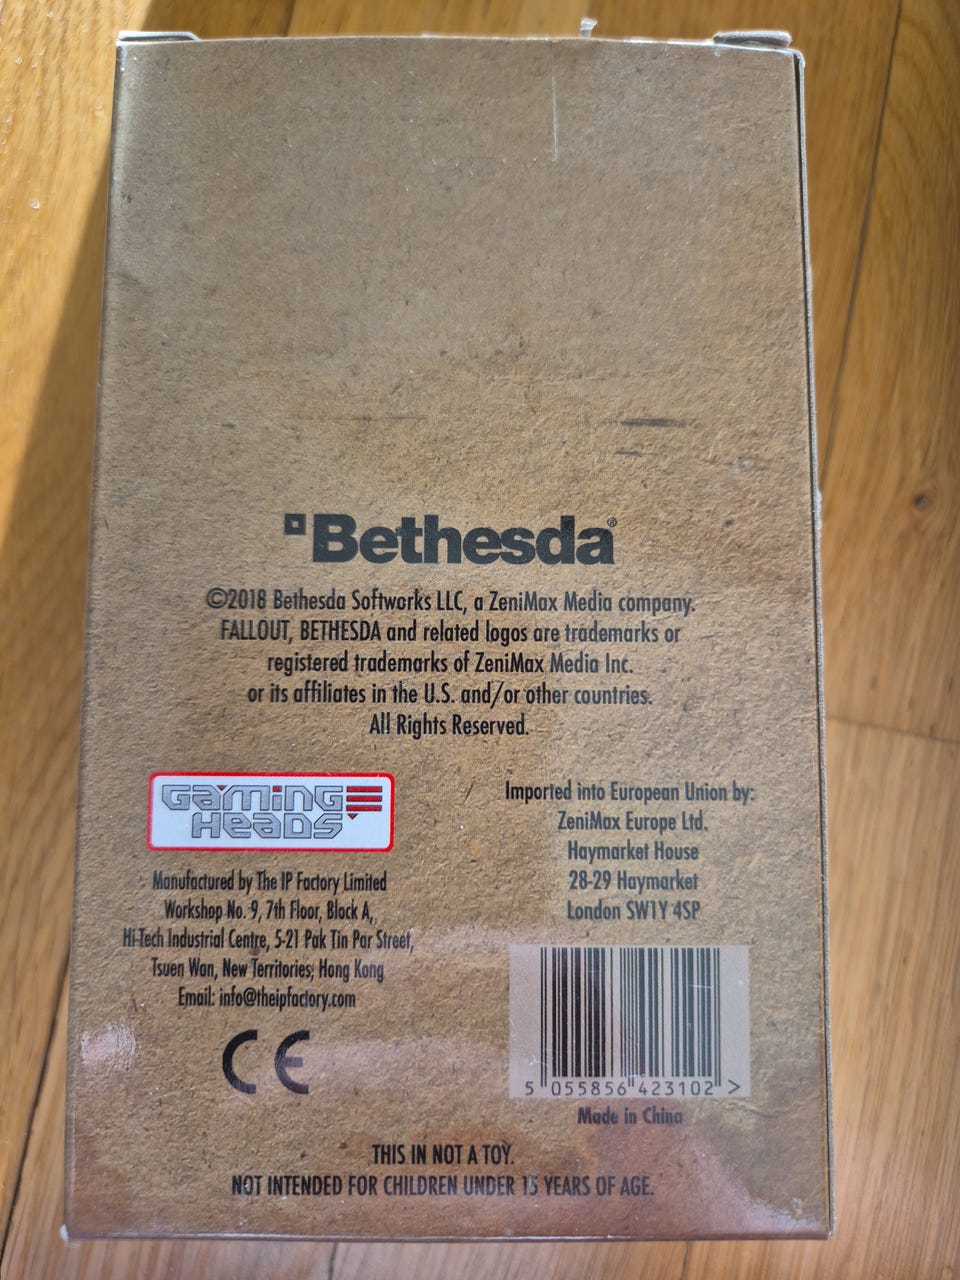 Bethesda®
©2018 Bethesda Softworks LLC, a ZeniMax Media company.
FALLOUT, BETHESDA and related logos are trademarks or
registered trademarks of ZeniMax Media Inc.
or its affiliates in the U.S. and/or other countries.
All Rights Reserved.
GAMING
HEADS
Manufactured by The IP Factory Limited
Workshop No. 9, 7th Floor, Block A,
Hi-Tech Industrial Centre, 5-21 Pak Tin Par Street,
Tsuen Wan, New Territories, Hong Kong
Email: info@theipfactory.com
CE
Imported into European Union by:
ZeniMax Europe Ltd.
Haymarket House
28-29 Haymarket
London SW1Y 4SP
5 055856 423102 >
Made in China
THIS IN NOT A TOY.
NOT INTENDED FOR CHILDREN UNDER 15 YEARS OF AGE.